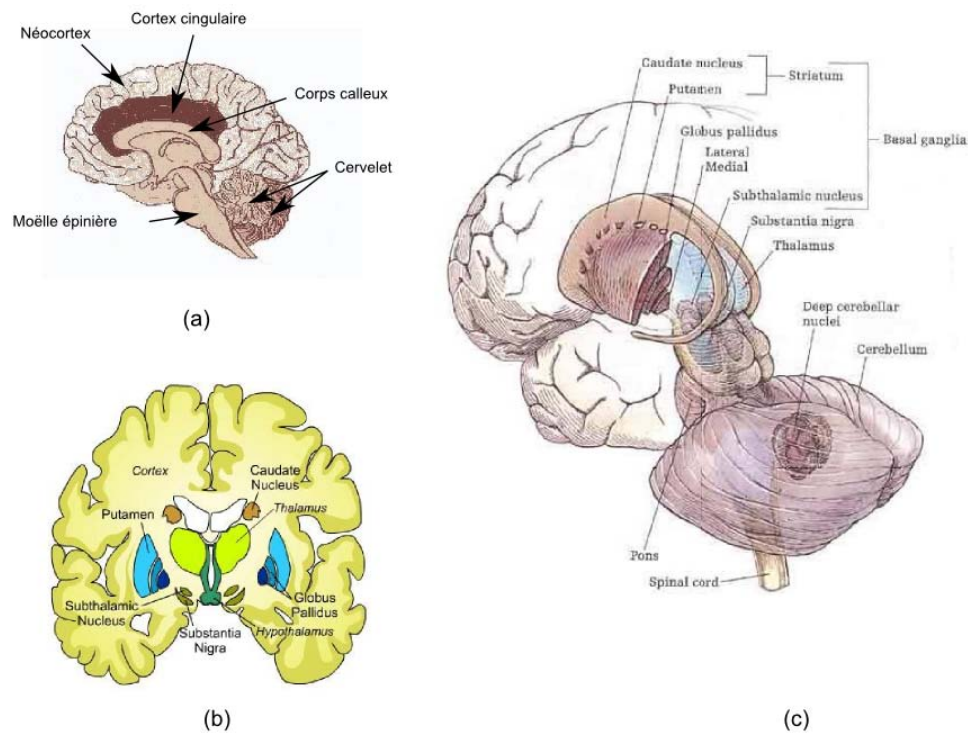 Cortex cingulaire
Néocortex
Corps calleux
Cervelet
Moëlle épinière
(a)
Cortex
Caudate
Nucleus
Thalamus
Putamen
Subthalamic
Nucleus
Substantia
Nigra
Globus
Pallidus
Hypothalamus
(b)
Caudate nucleus
Striatum
Putamen
Globus pallidus
Basal ganglia
Lateral
Medial
Subthalamic nucleus
Substantia nigra
Thalamus
Deep cerebellar
nuclei
Cerebellum
Pons
Spinal cord
(c)